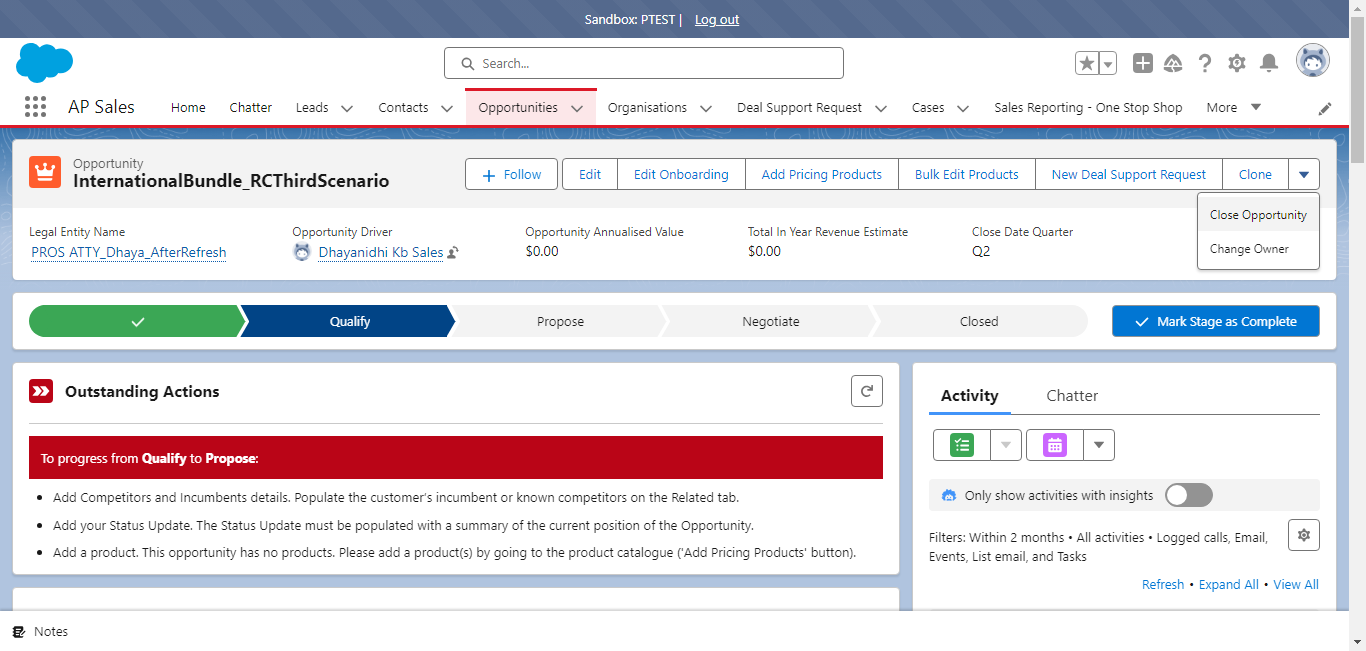 Sandbox: PTEST | Log out
Search...
AP Sales Home Chatter Leads Contacts Opportunities Organisations Deal Support Request Cases Sales Reporting - One Stop Shop More
Opportunity
InternationalBundle_RCThirdScenario
Follow Edit Edit Onboarding Add Pricing Products Bulk Edit Products New Deal Support Request Clone
Close Opportunity
Change Owner
Legal Entity Name Opportunity Driver Opportunity Annualised Value Total In Year Revenue Estimate Close Date Quarter
PROS ATTY_Dhaya_AfterRefresh Dhayanidhi Kb Sales $0.00 $0.00 Q2
Qualify Propose Negotiate Closed Mark Stage as Complete
Outstanding Actions
To progress from Qualify to Propose:
• Add Competitors and Incumbents details. Populate the customer's incumbent or known competitors on the Related tab.
• Add your Status Update. The Status Update must be populated with a summary of the current position of the Opportunity.
• Add a product. This opportunity has no products. Please add a product(s) by going to the product catalogue ('Add Pricing Products' button).
Activity Chatter
Only show activities with insights
Filters: Within 2 months • All activities • Logged calls, Email,
Events, List email, and Tasks
Refresh • Expand All • View All
Notes